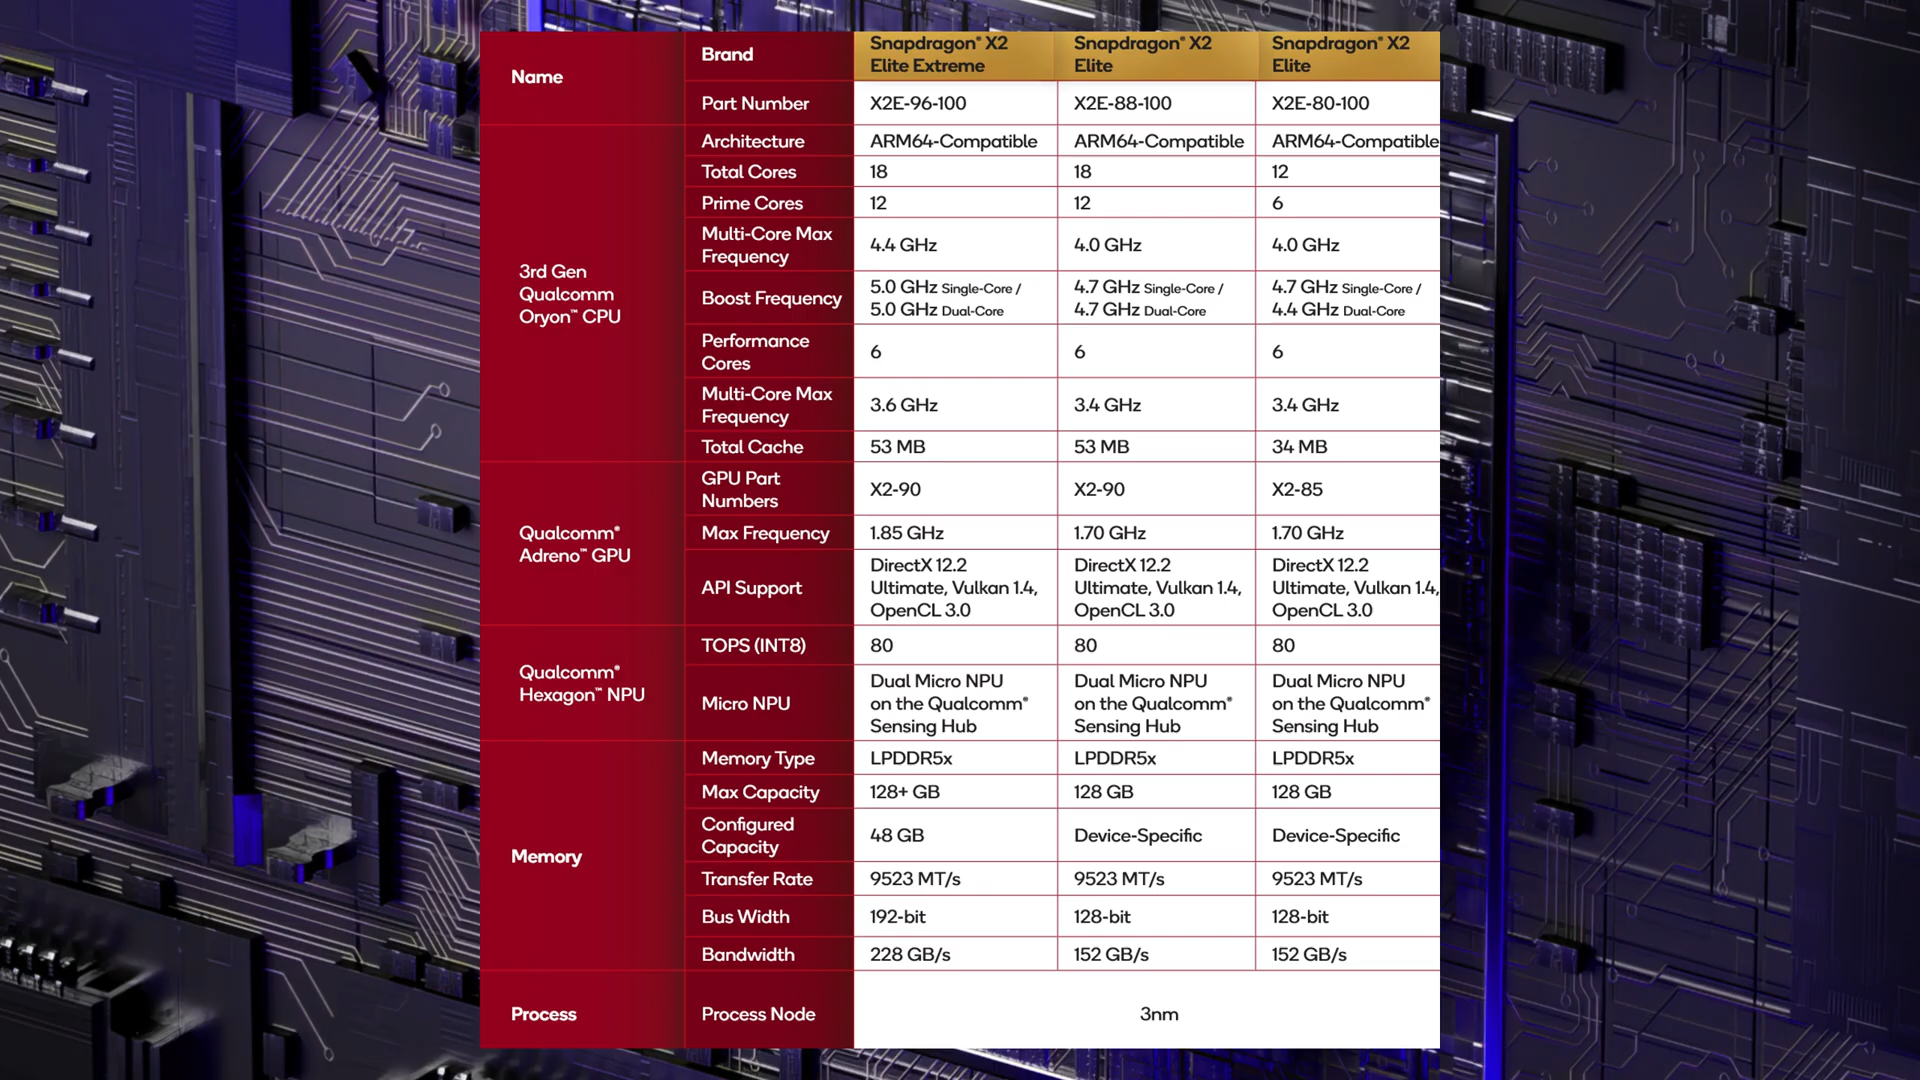 Name
Brand
Snapdragon® X2
Elite Extreme
Snapdragon® X2
Elite
Snapdragon® X2
Elite
Part Number
X2E-96-100
X2E-88-100
X2E-80-100
3rd Gen
Qualcomm
Oryon™ CPU
Architecture
ARM64-Compatible
ARM64-Compatible
ARM64-Compatible
Total Cores
18
18
12
Prime Cores
12
12
6
Multi-Core Max
Frequency
4.4 GHz
4.0 GHz
4.0 GHz
Boost Frequency
5.0 GHz Single-Core /
5.0 GHz Dual-Core
4.7 GHz Single-Core /
4.7 GHz Dual-Core
4.7 GHz Single-Core /
4.4 GHz Dual-Core
Performance
Cores
6
6
6
Multi-Core Max
Frequency
3.6 GHz
3.4 GHz
3.4 GHz
Total Cache
53 MB
53 MB
34 MB
Qualcomm®
Adreno™ GPU
GPU Part
Numbers
X2-90
X2-90
X2-85
Max Frequency
1.85 GHz
1.70 GHz
1.70 GHz
API Support
DirectX 12.2
Ultimate, Vulkan 1.4,
OpenCL 3.0
DirectX 12.2
Ultimate, Vulkan 1.4,
OpenCL 3.0
DirectX 12.2
Ultimate, Vulkan 1.4,
OpenCL 3.0
Qualcomm®
Hexagon™ NPU
TOPS (INT8)
80
80
80
Micro NPU
Dual Micro NPU
on the Qualcomm®
Sensing Hub
Dual Micro NPU
on the Qualcomm®
Sensing Hub
Dual Micro NPU
on the Qualcomm®
Sensing Hub
Memory
Memory Type
LPDDR5x
LPDDR5x
LPDDR5x
Max Capacity
128+ GB
128 GB
128 GB
Configured
Capacity
48 GB
Device-Specific
Device-Specific
Transfer Rate
9523 MT/s
9523 MT/s
9523 MT/s
Bus Width
192-bit
128-bit
128-bit
Bandwidth
228 GB/s
152 GB/s
152 GB/s
Process
Process Node
3nm